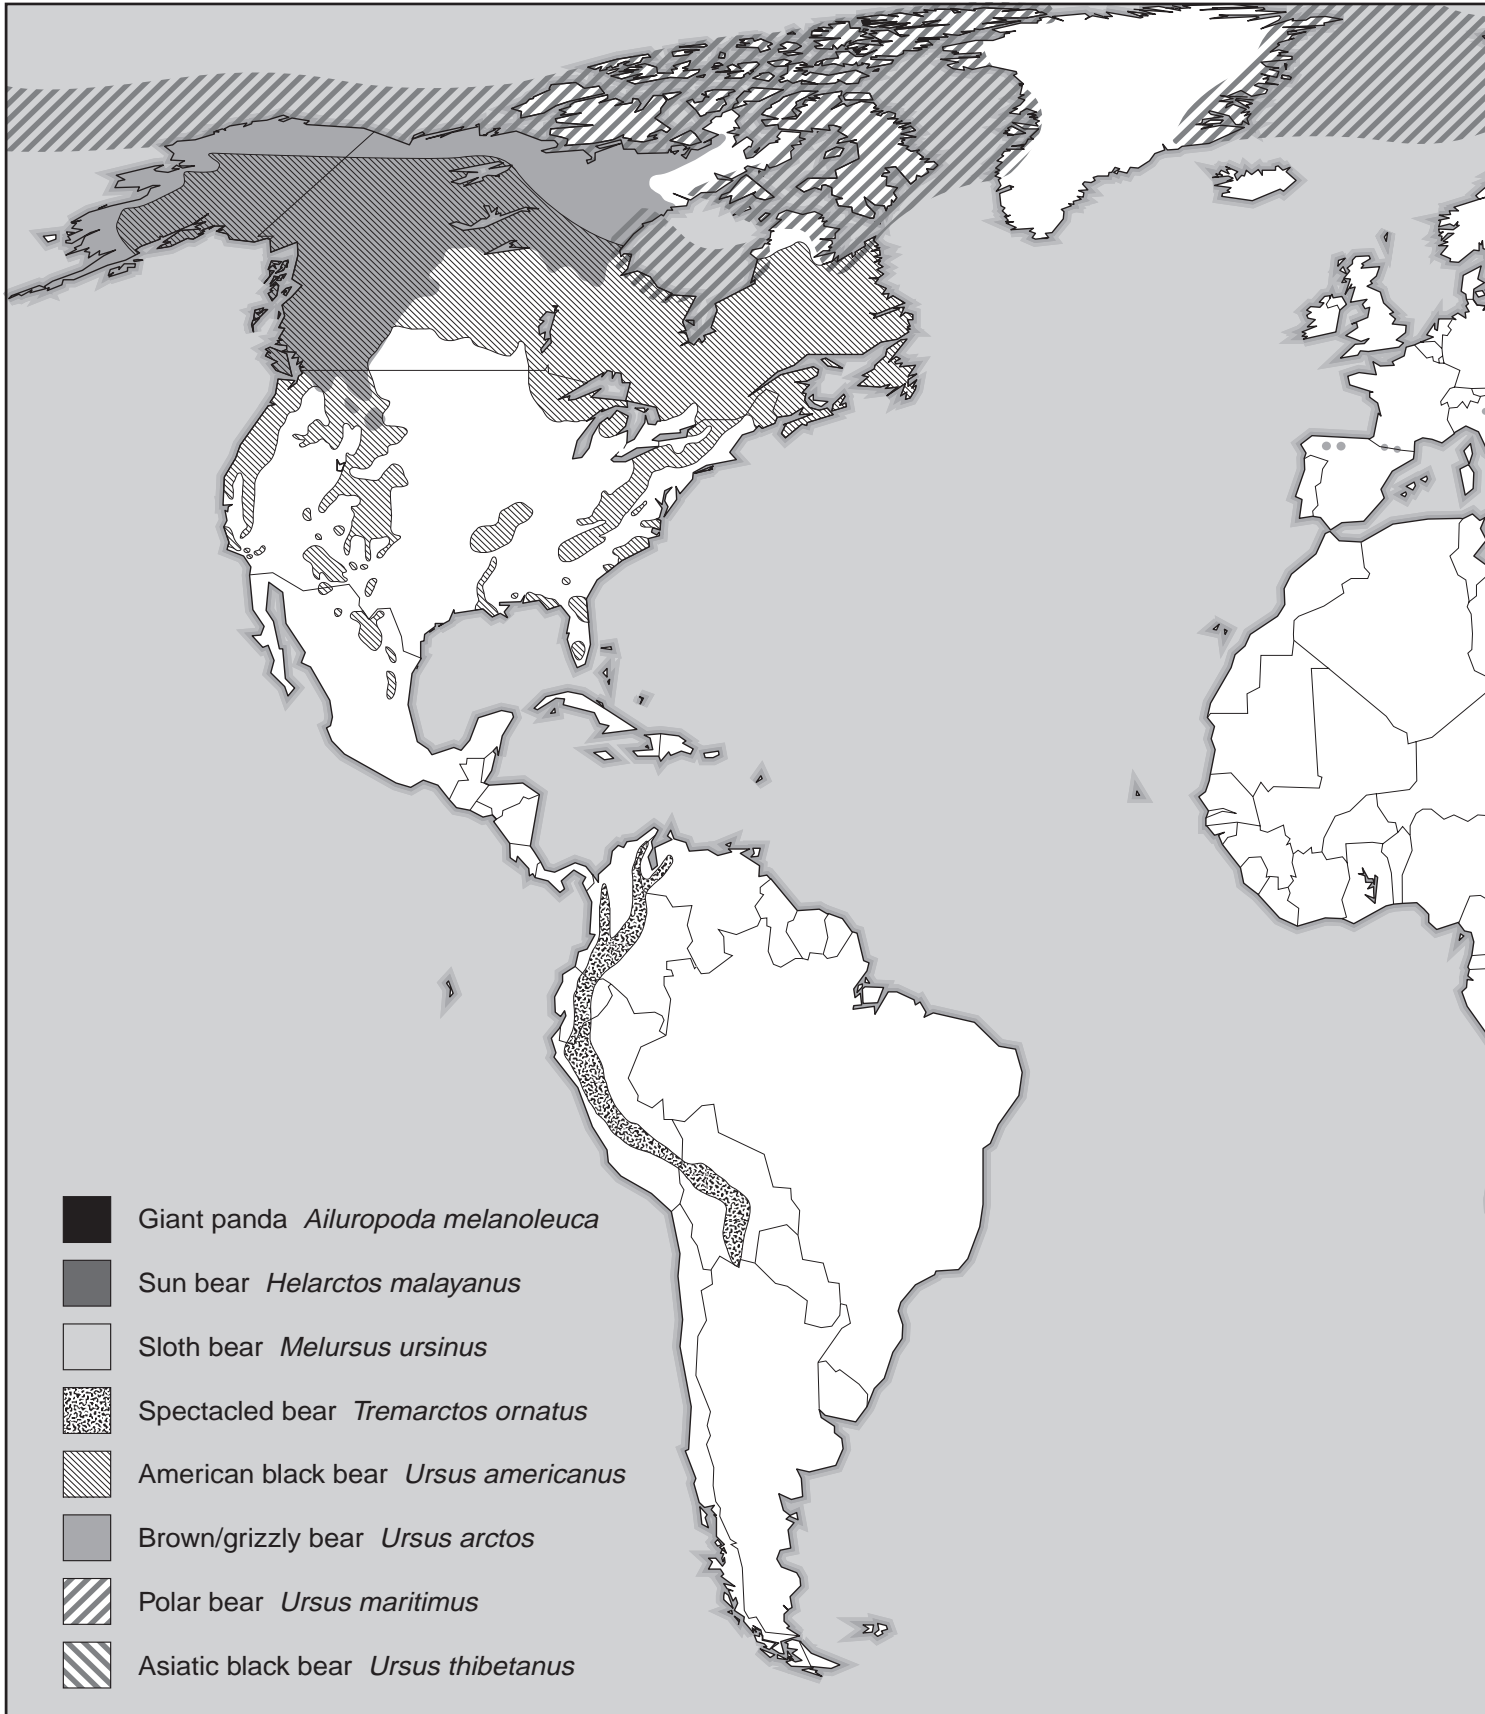 Giant panda Ailuropoda melanoleuca
Sun bear Helarctos malayanus
Sloth bear Melursus ursinus
Spectacled bear Tremarctos ornatus
American black bear Ursus americanus
Brown/grizzly bear Ursus arctos
Polar bear Ursus maritimus
Asiatic black bear Ursus thibetanus